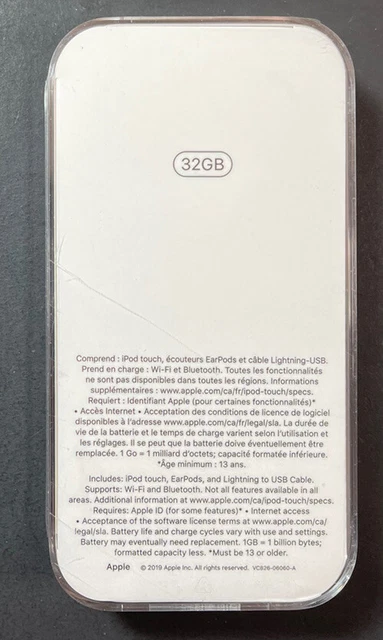 32GB
Comprend : iPod touch, écouteurs EarPods et câble Lightning-USB.
Prend en charge : Wi-Fi et Bluetooth. Toutes les fonctionnalités
ne sont pas disponibles dans toutes les régions. Informations
supplémentaires : www.apple.com/ca/fr/ipod-touch/specs.
Requiert : Identifiant Apple (pour certaines fonctionnalités)*
• Accès Internet • Acceptation des conditions de licence de logiciel
disponibles à l'adresse www.apple.com/ca/fr/legal/sla. La durée de
vie de la batterie et le temps de charge varient selon l'utilisation et
les réglages. Il se peut que la batterie doive éventuellement être
remplacée. 1 Go = 1 milliard d'octets; capacité formatée inférieure.
*Âge minimum : 13 ans.
Includes: iPod touch, EarPods, and Lightning to USB Cable.
Supports: Wi-Fi and Bluetooth. Not all features available in all
areas. Additional information at www.apple.com/ca/ipod-touch/specs.
Requires: Apple ID (for some features)* • Internet access
• Acceptance of the software license terms at www.apple.com/ca/
legal/sla. Battery life and charge cycles vary with use and settings.
Battery may eventually need replacement. 1GB = 1 billion bytes;
formatted capacity less. *Must be 13 or older.
Apple © 2019 Apple Inc. All rights reserved. VC626-06060-A